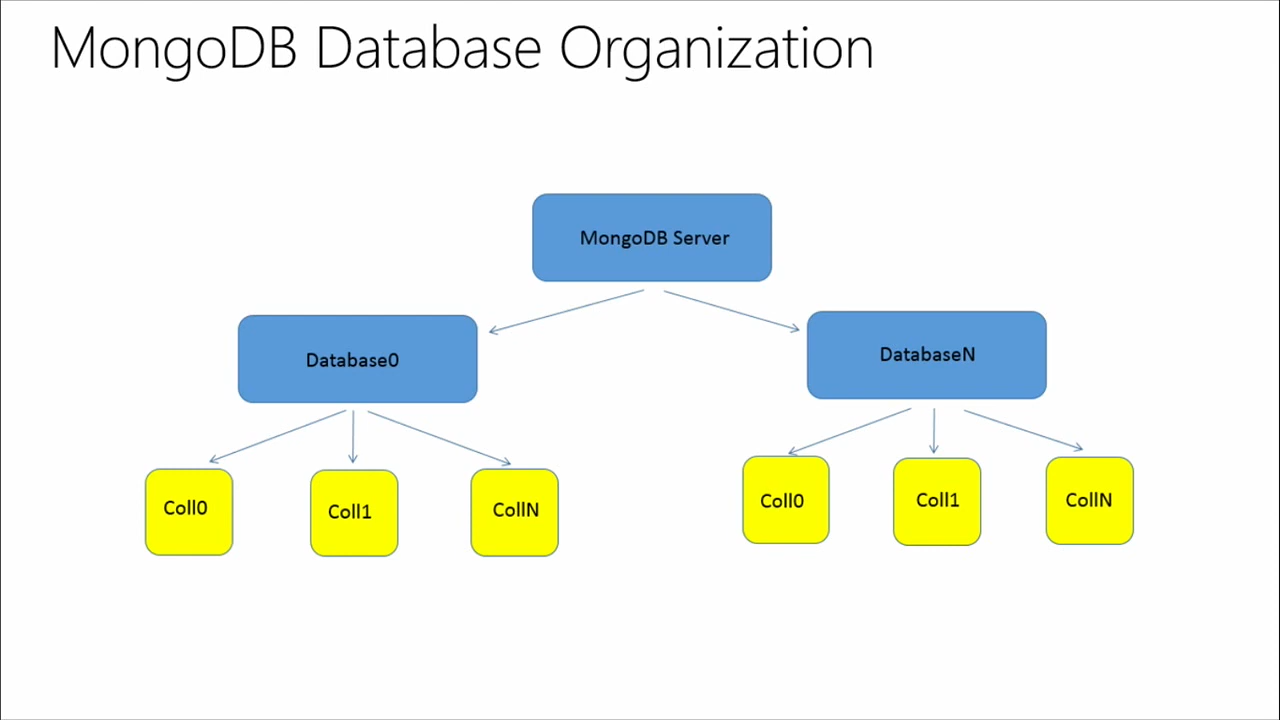 MongoDB Database Organization
MongoDB Server
Database0
DatabaseN
Coll0
Coll1
CollN
Coll0
Coll1
CollN